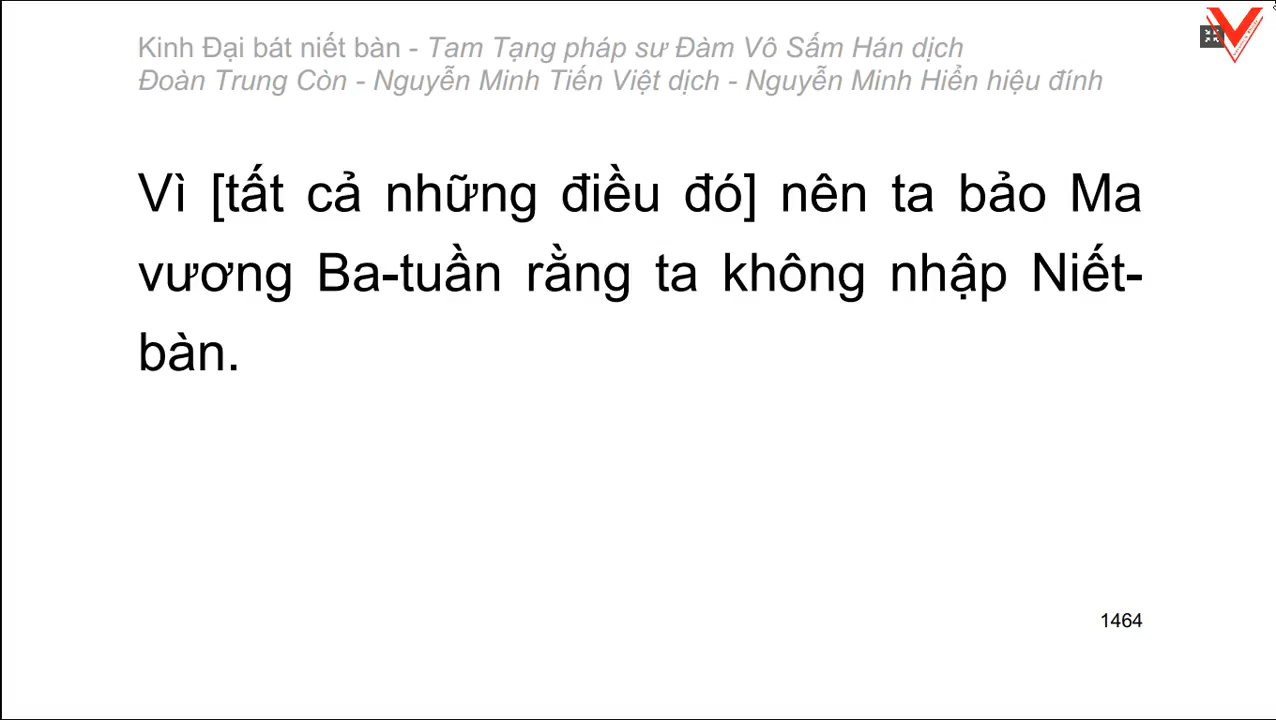 Kinh Đại bát niết bàn - Tam Tạng pháp sư Đàm Vô Sấm Hán dịch
Đoàn Trung Còn - Nguyễn Minh Tiến Việt dịch - Nguyễn Minh Hiển hiệu đính
Vì [tất cả những điều đó] nên ta bảo Ma
vương Ba-tuần rằng ta không nhập Niết-
bàn.
1464